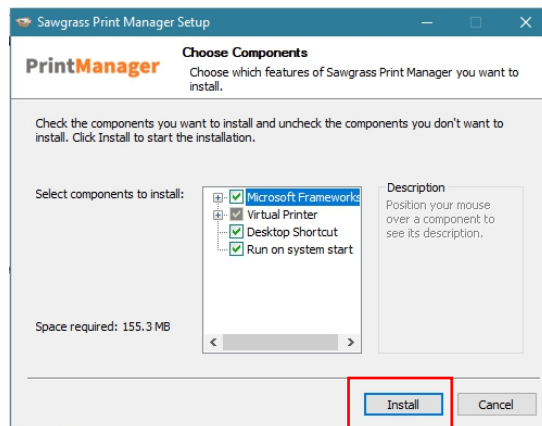 Sawgrass Print Manager Setup
PrintManager
Choose Components
Choose which features of Sawgrass Print Manager you want to
install.
Check the components you want to install and uncheck the components you don't want to
install. Click Install to start the installation.
Select components to install:
Microsoft Frameworks
Virtual Printer
Desktop Shortcut
Run on system start
Description
Position your mouse
over a component to
see its description.
Space required: 155.3 MB
Install
Cancel